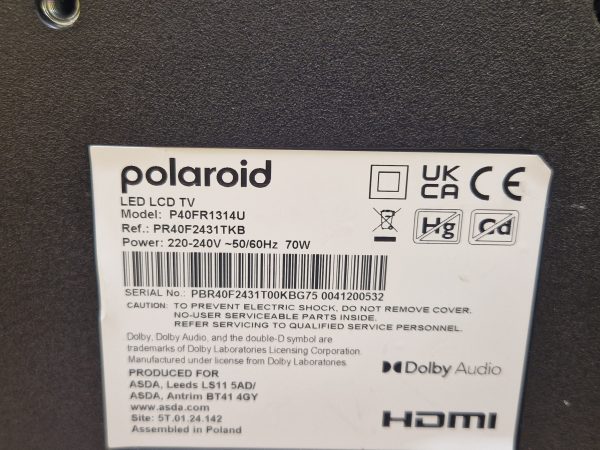 polaroid
LED LCD TV
Model: P40FR1314U
Ref.: PR40F2431TKB
Power: 220-240V ~50/60Hz 70W
UK
CA
CE
Hg
Cd
SERIAL No.: PBR40F2431T00KBG75 0041200532
CAUTION: TO PREVENT ELECTRIC SHOCK, DO NOT REMOVE COVER.
NO-USER SERVICEABLE PARTS INSIDE.
REFER SERVICING TO QUALIFIED SERVICE PERSONNEL.
Dolby, Dolby Audio, and the double-D symbol are
trademarks of Dolby Laboratories Licensing Corporation.
Manufactured under license from Dolby Laboratories.
Dolby Audio
PRODUCED FOR
ASDA, Leeds LS11 5AD/
ASDA, Antrim BT41 4GY
www.asda.com
Site: 5T.01.24.142
Assembled in Poland
HDMI